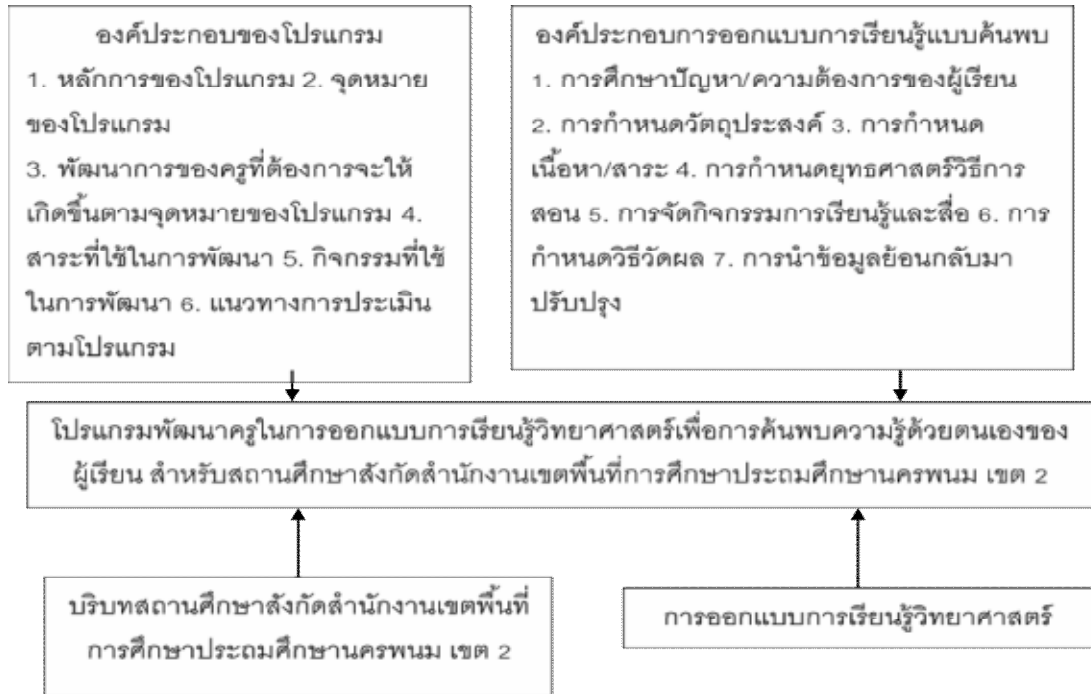 องค์ประกอบของโปรแกรม
1. หลักการของโปรแกรม 2. จุดหมาย
ของโปรแกรม
3. พัฒนาการของครูที่ต้องการจะให้
เกิดขึ้นตามจุดหมายของโปรแกรม 4.
สาระที่ใช้ในการพัฒนา 5. กิจกรรมที่ใช้
ในการพัฒนา 6. แนวทางการประเมิน
ตามโปรแกรม
องค์ประกอบการออกแบบการเรียนรู้แบบค้นพบ
1. การศึกษาปัญหา/ความต้องการของผู้เรียน
2. การกำหนดวัตถุประสงค์ 3. การกำหนด
เนื้อหา/สาระ 4. การกำหนดยุทธศาสตร์วิธีการ
สอน 5. การจัดกิจกรรมการเรียนรู้และสื่อ 6. การ
กำหนดวิธีวัดผล 7. การนำข้อมูลย้อนกลับมา
ปรับปรุง
โปรแกรมพัฒนาครูในการออกแบบการเรียนรู้วิทยาศาสตร์เพื่อการค้นพบความรู้ด้วยตนเองของ
ผู้เรียน สำหรับสถานศึกษาสังกัดสำนักงานเขตพื้นที่การศึกษาประถมศึกษานครพนม เขต 2
บริบทสถานศึกษาสังกัดสำนักงานเขตพื้นที่
การศึกษาประถมศึกษานครพนม เขต 2
การออกแบบการเรียนรู้วิทยาศาสตร์